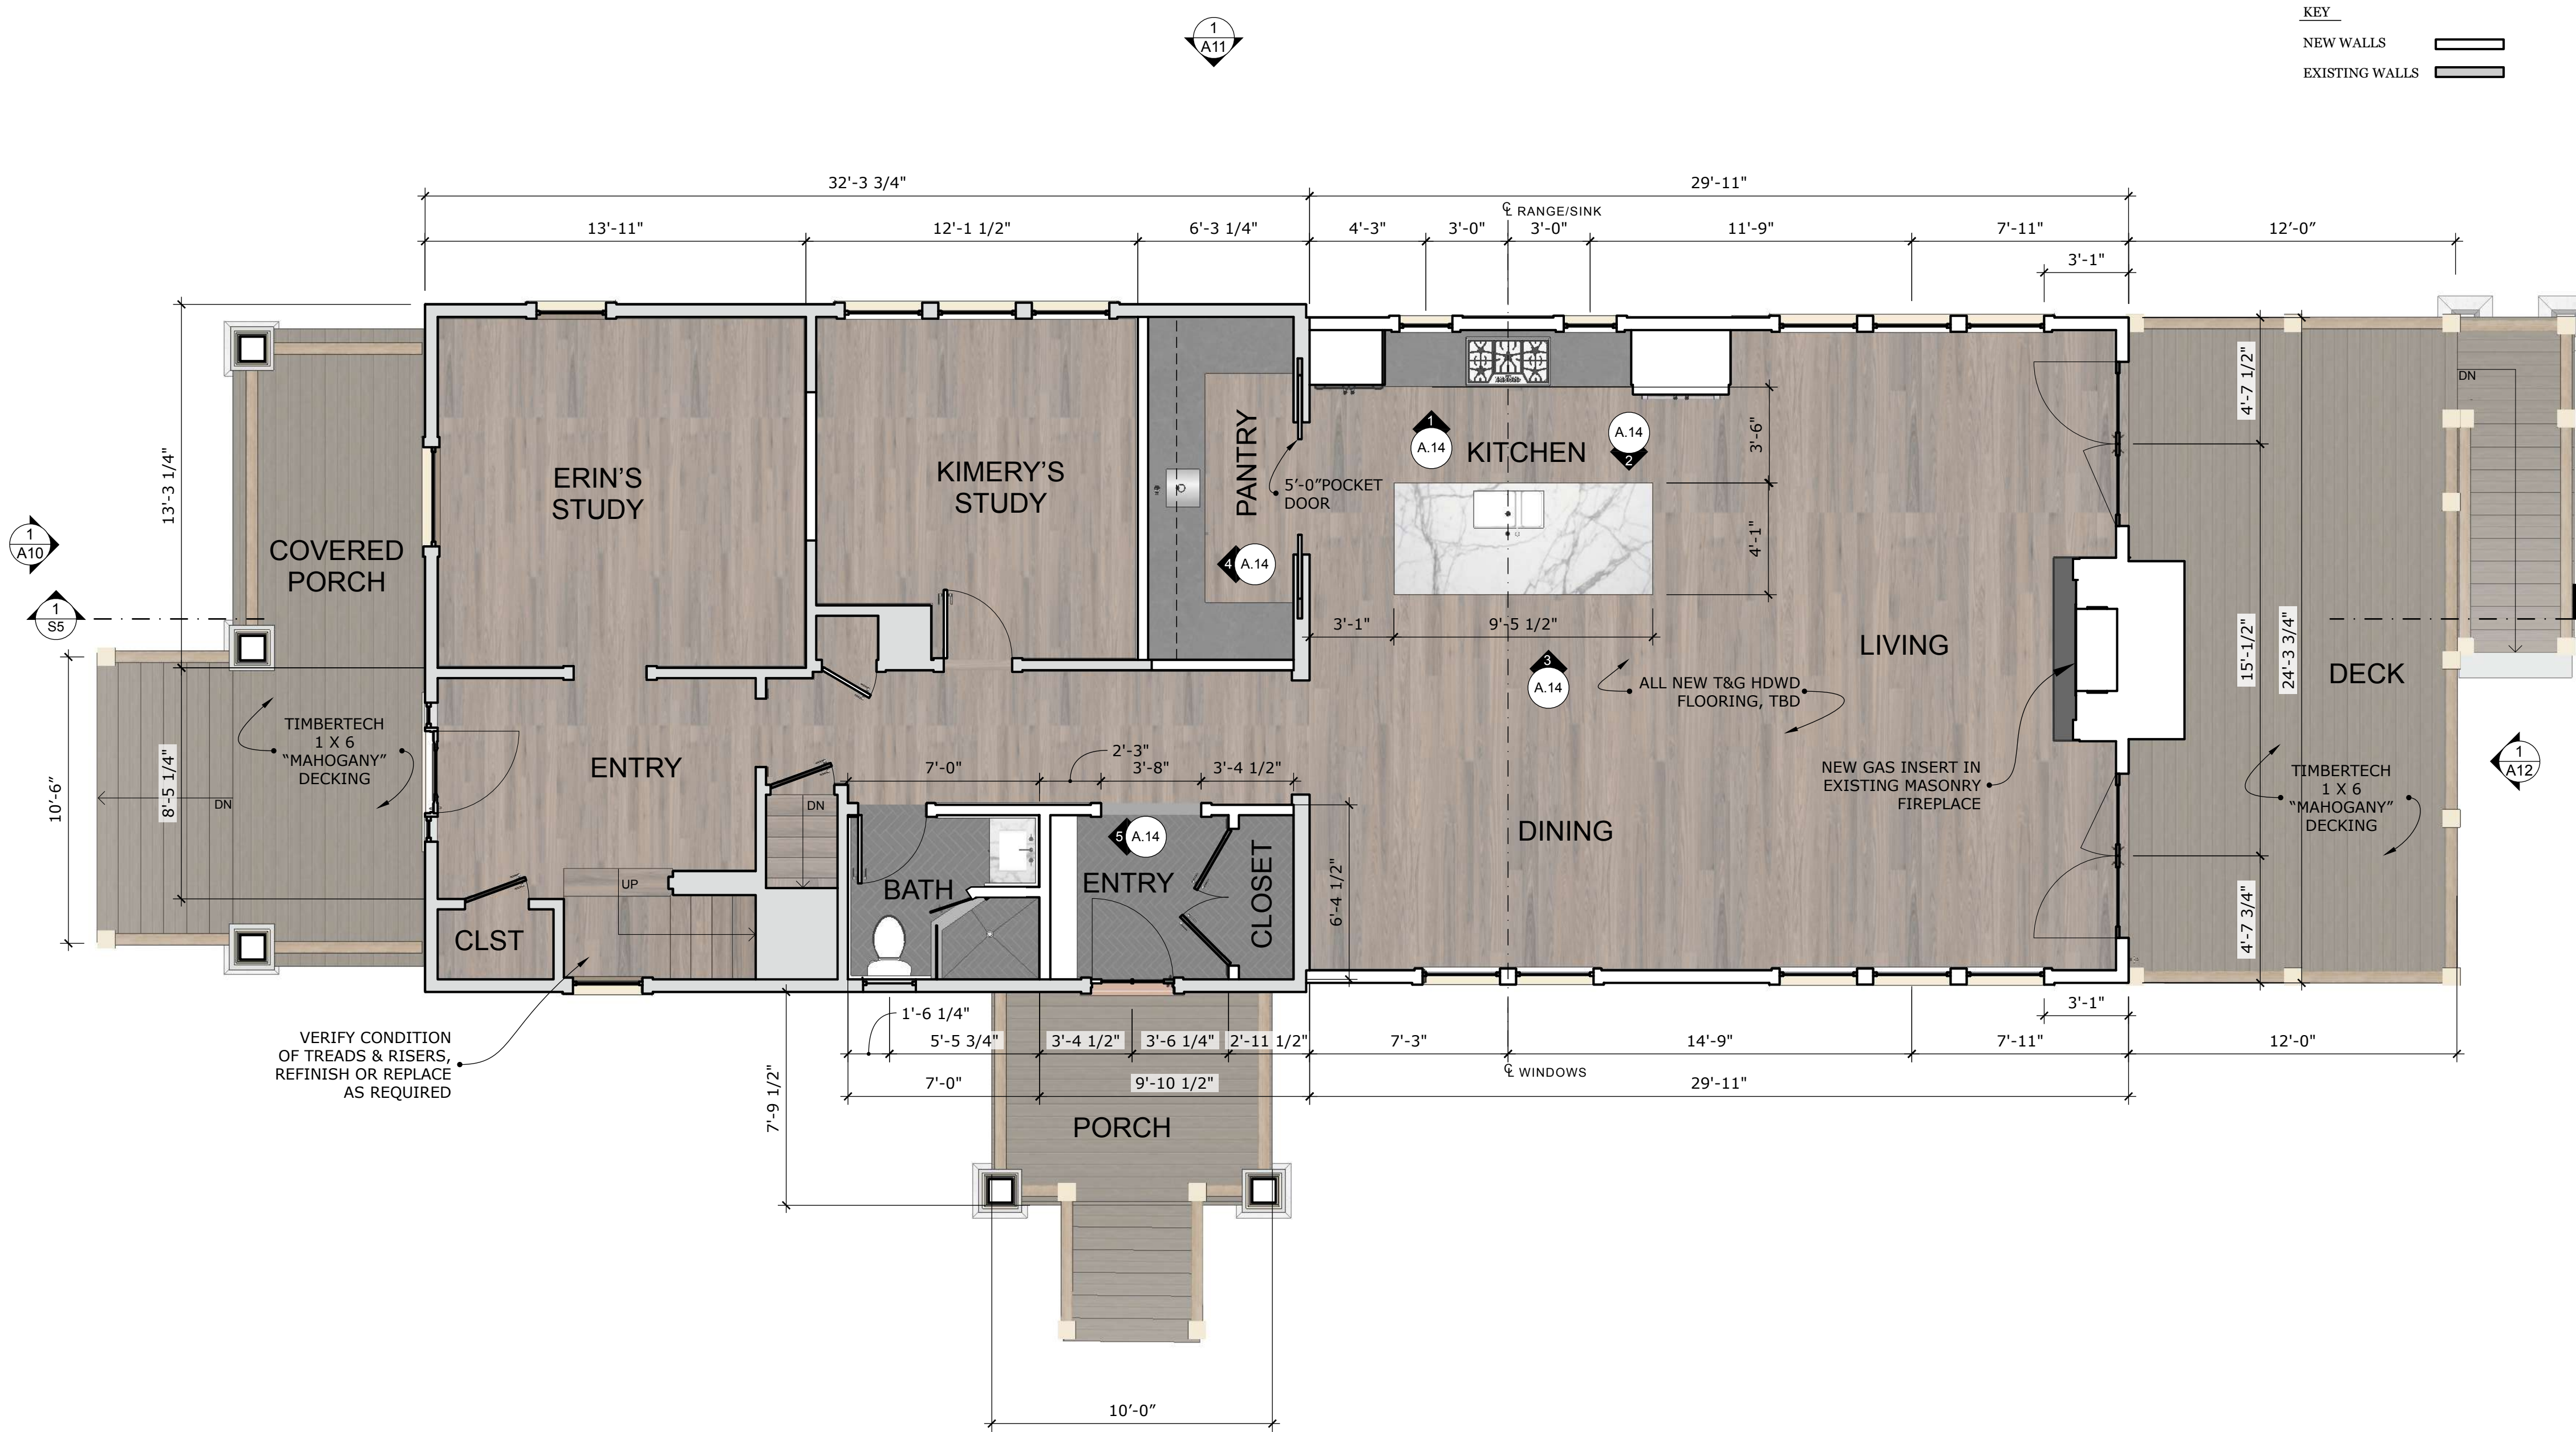 KEY
NEW WALLS
EXISTING WALLS
1
A11
32'-3 3/4"
29'-11"
℄ RANGE/SINK
13'-11"
12'-1 1/2"
6'-3 1/4"
4'-3"
3'-0"
3'-0"
11'-9"
7'-11"
12'-0"
3'-1"
13'-3 1/4"
4'-7 1/2"
DN
1
A.14
A.14
2
KITCHEN
3'-6"
ERIN'S
STUDY
KIMERY'S
STUDY
PANTRY
5'-0"POCKET
DOOR
4'-1"
1
A10
COVERED
PORCH
4
A.14
1
S5
3'-1"
9'-5 1/2"
LIVING
15'-1/2"
24'-3 3/4"
DECK
3
A.14
ALL NEW T&G HDWD
FLOORING, TBD
TIMBERTECH
1 X 6
“MAHOGANY”
DECKING
10'-6"
8'-5 1/4"
DN
ENTRY
2'-3"
7'-0"
3'-8"
3'-4 1/2"
NEW GAS INSERT IN
EXISTING MASONRY
FIREPLACE
1
A12
TIMBERTECH
1 X 6
“MAHOGANY”
DECKING
DN
5
A.14
DINING
UP
BATH
ENTRY
CLOSET
6'-4 1/2"
4'-7 3/4"
CLST
VERIFY CONDITION
OF TREADS & RISERS,
REFINISH OR REPLACE
AS REQUIRED
1'-6 1/4"
3'-1"
5'-5 3/4"
3'-4 1/2"
3'-6 1/4"
2'-11 1/2"
7'-3"
14'-9"
7'-11"
12'-0"
℄ WINDOWS
7'-0"
9'-10 1/2"
29'-11"
7'-9 1/2"
PORCH
10'-0"